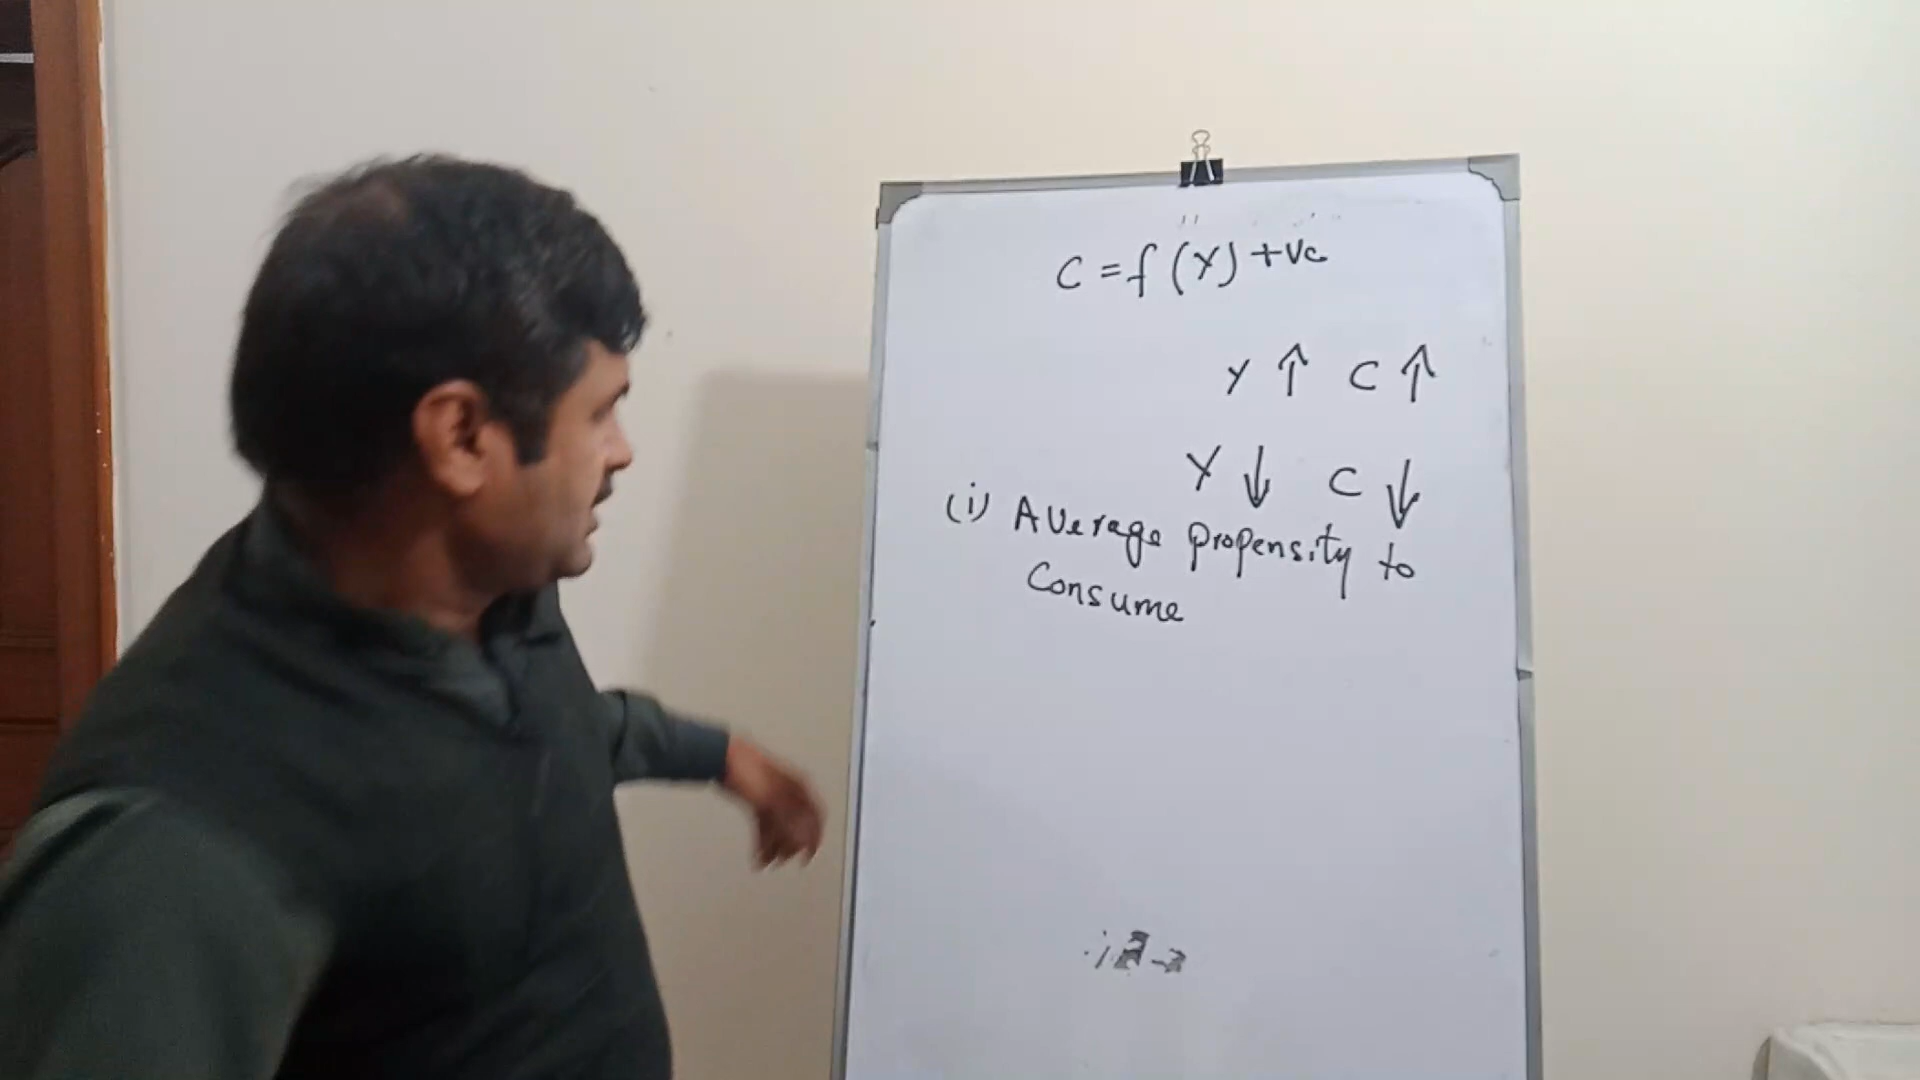 C = f (Y) +ve
Y ↑ C ↑
Y ↓ C ↓
(i) Average propensity to
Consume